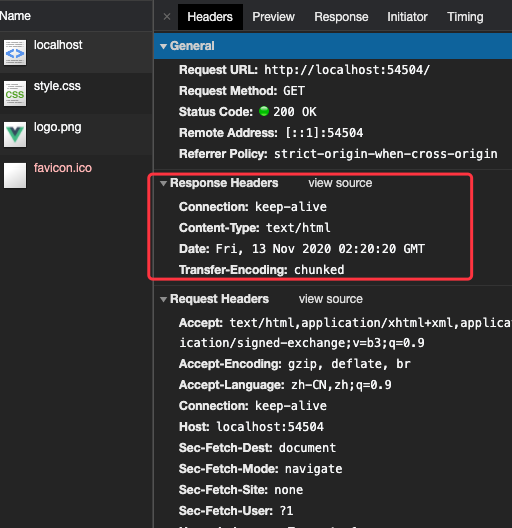 Name
localhost
style.css
logo.png
favicon.ico
× Headers Preview Response Initiator Timing
▼ General
Request URL: http://localhost:54504/
Request Method: GET
Status Code: 200 OK
Remote Address: [::1]:54504
Referrer Policy: strict-origin-when-cross-origin
▼ Response Headers view source
Connection: keep-alive
Content-Type: text/html
Date: Fri, 13 Nov 2020 02:20:20 GMT
Transfer-Encoding: chunked
▼ Request Headers view source
Accept: text/html,application/xhtml+xml,applica
ication/signed-exchange;v=b3;q=0.9
Accept-Encoding: gzip, deflate, br
Accept-Language: zh-CN,zh;q=0.9
Connection: keep-alive
Host: localhost:54504
Sec-Fetch-Dest: document
Sec-Fetch-Mode: navigate
Sec-Fetch-Site: none
Sec-Fetch-User: ?1